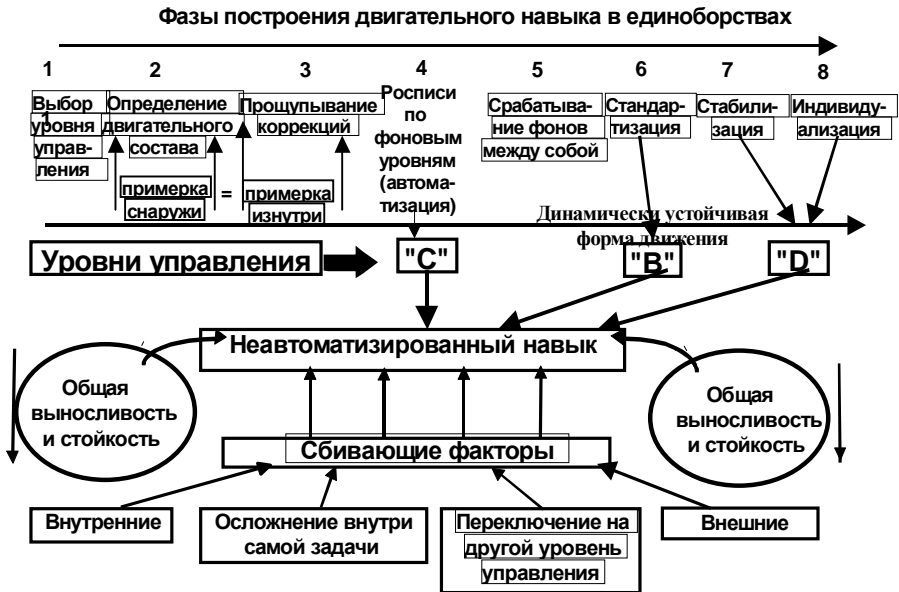 Фазы построения двигательного навыка в единоборствах
1 2 3 4 5 6 7 8
Выбор
уровня
управ-
ления
1
Определение
двигательного
состава
Прощупывание
коррекций
Росписи
по
фоновым
уровням
(автома-
тизация)
Срабатыва-
ние фонов
между собой
Стандар-
тизация
Стабили-
зация
Индивиду-
ализация
примерка
снаружи
=
примерка
изнутри
Динамически устойчивая
форма движения
Уровни управления
"C"
"B"
"D"
Неавтоматизированный навык
Общая
выносливость
и стойкость
Общая
выносливость
и стойкость
Сбивающие факторы
Внутренние
Осложнение внутри
самой задачи
Переключение на
другой уровень
управления
Внешние